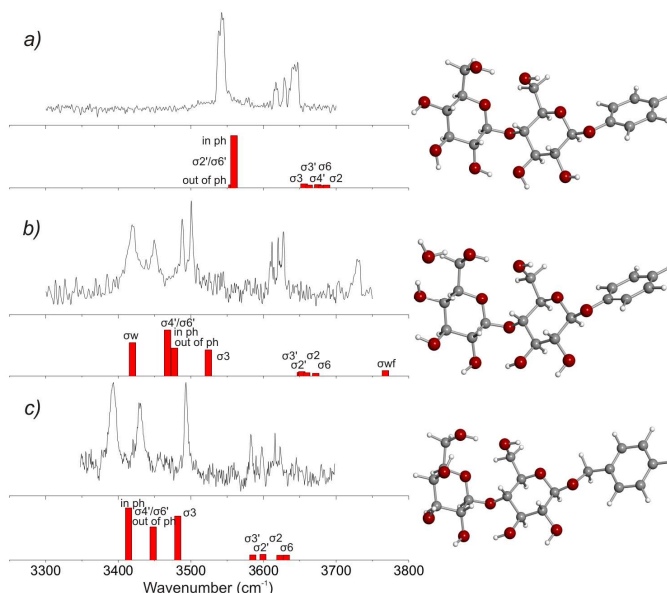 a)
in ph
σ2'/σ6'
out of ph
σ3' σ6
σ3 σ4' σ2
b)
σw
σ4'/σ6'
in ph
out of ph
σ3
σ3' σ2
σ2' σ6
σwf
c)
in ph
σ4'/σ6'
out of ph
σ3
σ3' σ2
σ2' σ6
3300 3400 3500 3600 3700 3800
Wavenumber (cm⁻¹)